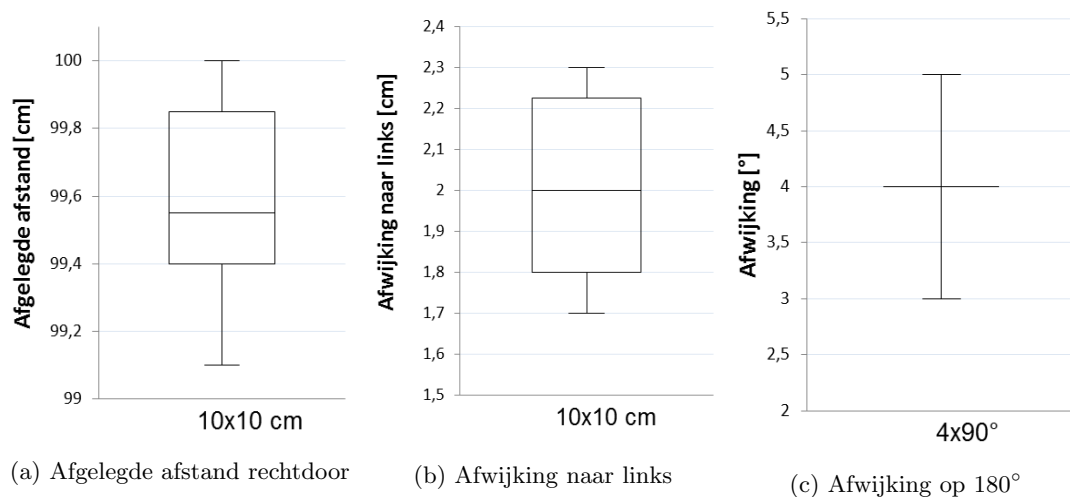 Afgelegde afstand [cm]
100
99,8
99,6
99,4
99,2
99
10x10 cm
(a) Afgelegde afstand rechtdoor
Afwijking naar links [cm]
2,4
2,3
2,2
2,1
2
1,9
1,8
1,7
1,6
1,5
10x10 cm
(b) Afwijking naar links
Afwijking [°]
5,5
5
4,5
4
3,5
3
2,5
2
4x90°
(c) Afwijking op 180°